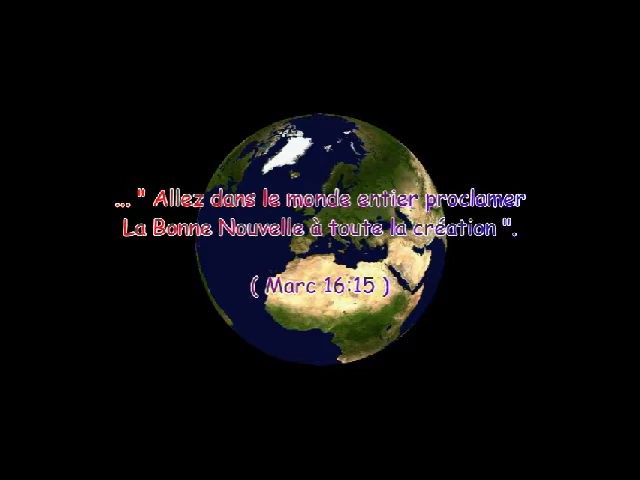 ... " Allez dans le monde entier proclamer
La Bonne Nouvelle à toute la création ".
( Marc 16:15 )